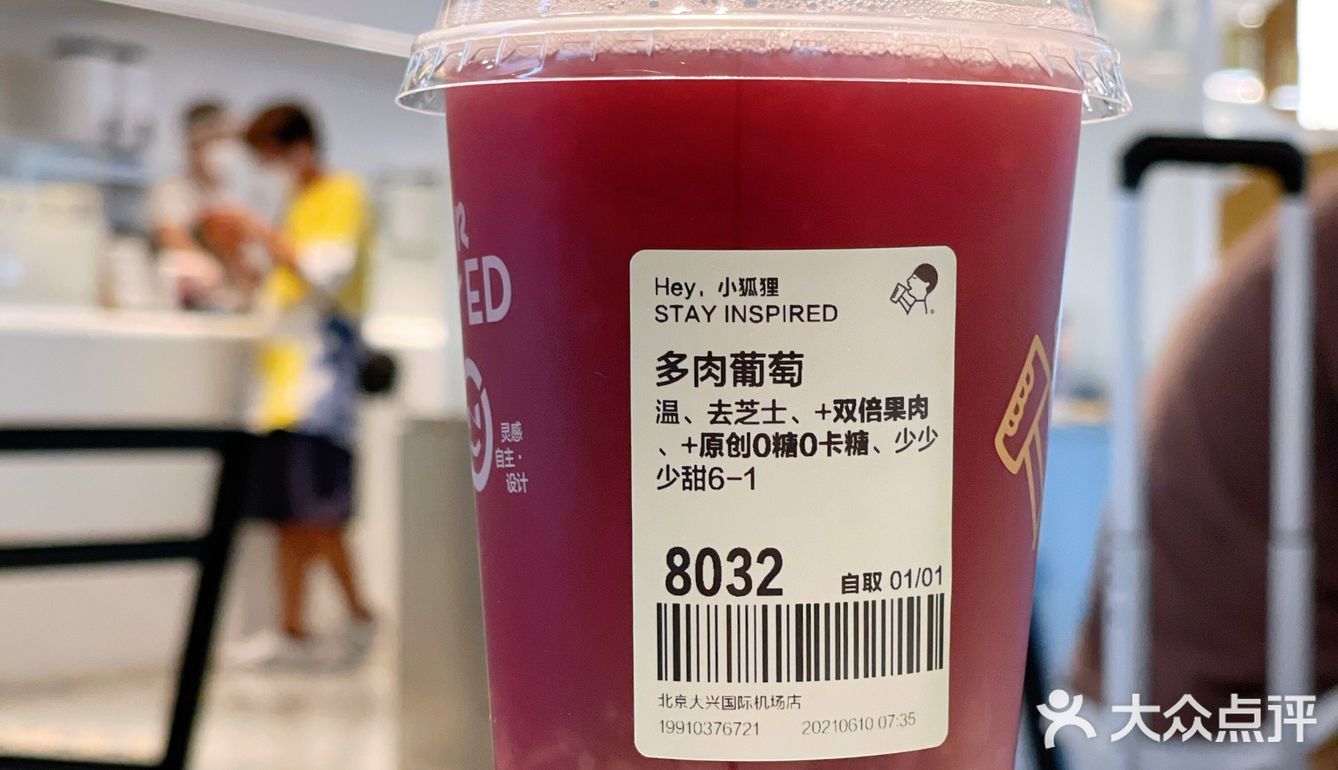 Hey, 小狐狸
STAY INSPIRED
多肉葡萄
温、去芝士、+双倍果肉
、+原创0糖0卡糖、少少
少甜6-1
8032
自取 01/01
北京大兴国际机场店
19910376721
20210610 07:35
R
ED
灵感
自主·
设计
大众点评